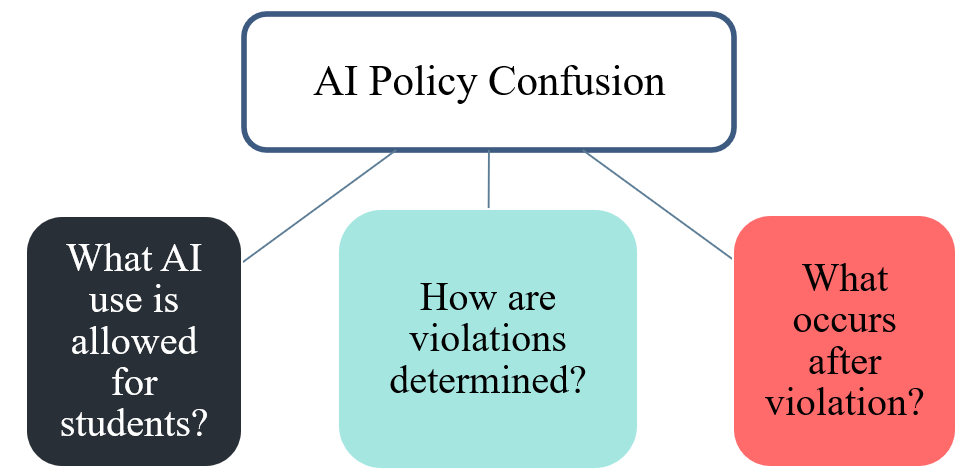 AI Policy Confusion
What AI
use is
allowed
for
students?
How are
violations
determined?
What
occurs
after
violation?